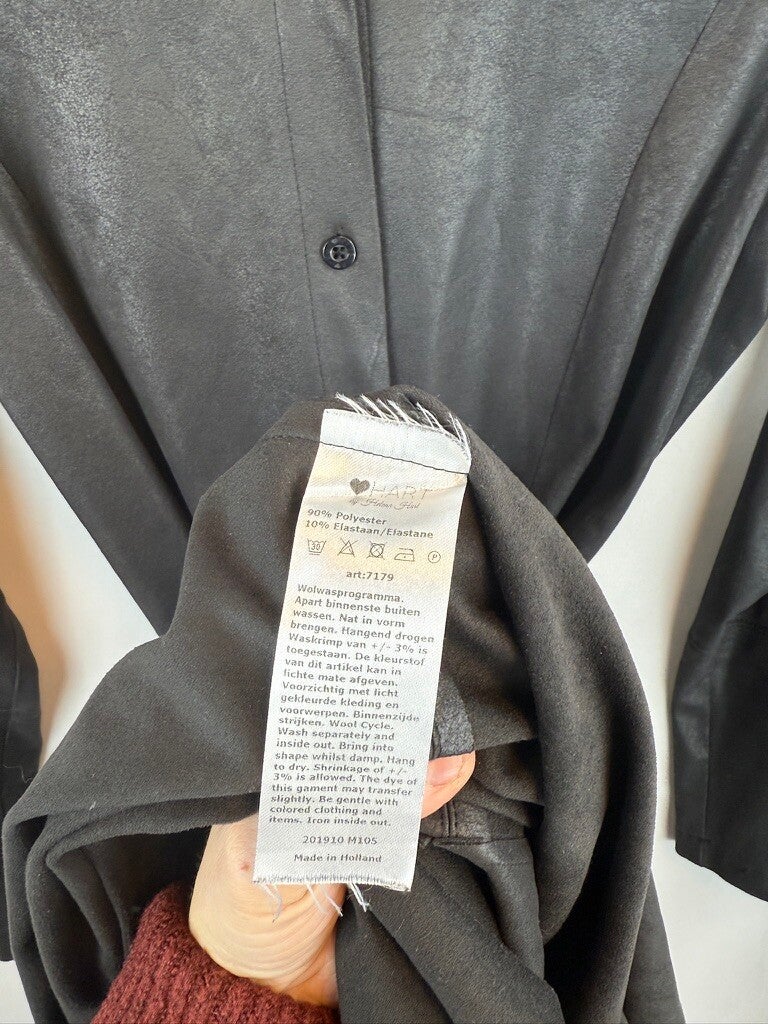 HART
by Helena Hart
90% Polyester
10% Elastaan/Elastane
30
P
art:7179
Wolwasprogramma.
Apart binnenste buiten
wassen. Nat in vorm
brengen. Hangend drogen
Waskrimp van +/- 3% is
toegestaan. De kleurstof
van dit artikel kan in
lichte mate afgeven.
Voorzichtig met licht
gekleurde kleding en
voorwerpen. Binnenzijde
strijken. Wool Cycle.
Wash separately and
inside out. Bring into
shape whilst damp. Hang
to dry. Shrinkage of +/-
3% is allowed. The dye of
this gament may transfer
slightly. Be gentle with
colored clothing and
items. Iron inside out.
201910 M105
Made in Holland